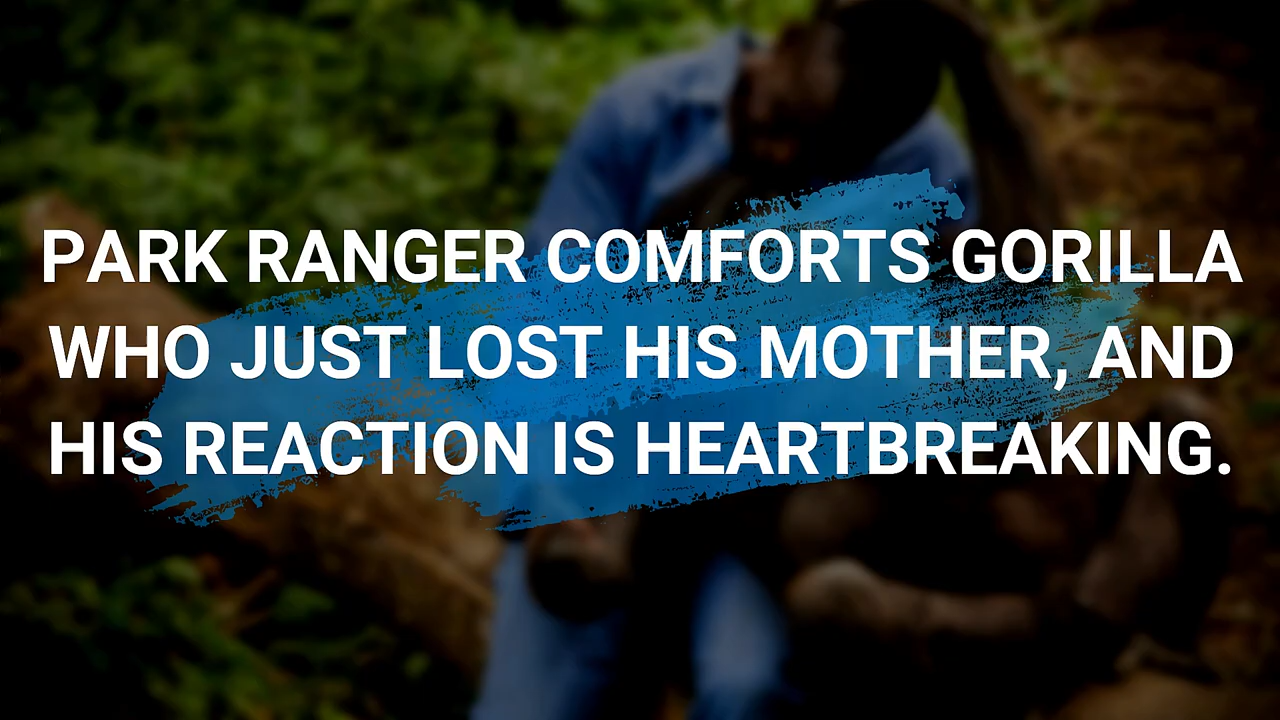 PARK RANGER COMFORTS GORILLA
WHO JUST LOST HIS MOTHER, AND
HIS REACTION IS HEARTBREAKING.